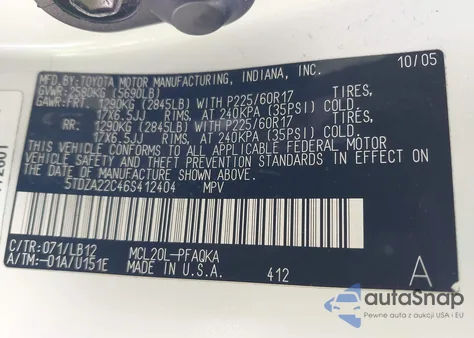 MFD.BY: TOYOTA MOTOR MANUFACTURING, INDIANA, INC. 10/05
GVWR: 2580KG (5690LB)
GAWR: FRT. 1290KG (2845LB) WITH P225/60R17 TIRES,
17X6.5JJ RIMS, AT 240KPA (35PSI) COLD.
RR: 1290KG (2845LB) WITH P225/60R17 TIRES,
17X6.5JJ RIMS, AT 240KPA (35PSI) COLD.
THIS VEHICLE CONFORMS TO ALL APPLICABLE FEDERAL MOTOR
VEHICLE SAFETY AND THEFT PREVENTION STANDARDS IN EFFECT ON
THE DATE OF MANUFACTURE SHOWN ABOVE.
5TDZA22C46S412404 MPV
C/TR: 071/LB12 MCL20L-PFAQKA
A/TM: -01A/U151E MADE IN U.S.A. 412 A
autoSnap
Pewne auta z USA i EU